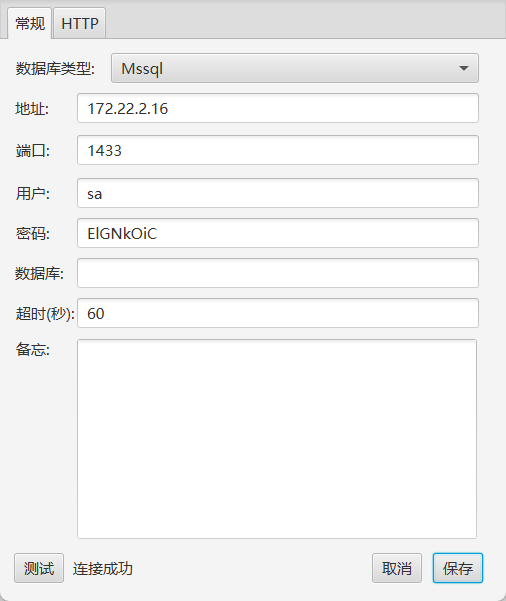 常规 HTTP
数据库类型: Mssql
地址: 172.22.2.16
端口: 1433
用户: sa
密码: ElGNkOiC
数据库:
超时(秒): 60
备忘:
测试 连接成功 取消 保存